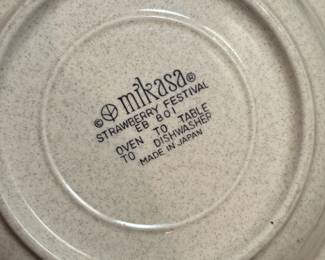 © mikasa®
STRAWBERRY FESTIVAL
EB 801
OVEN TO TABLE
TO DISHWASHER
MADE IN JAPAN